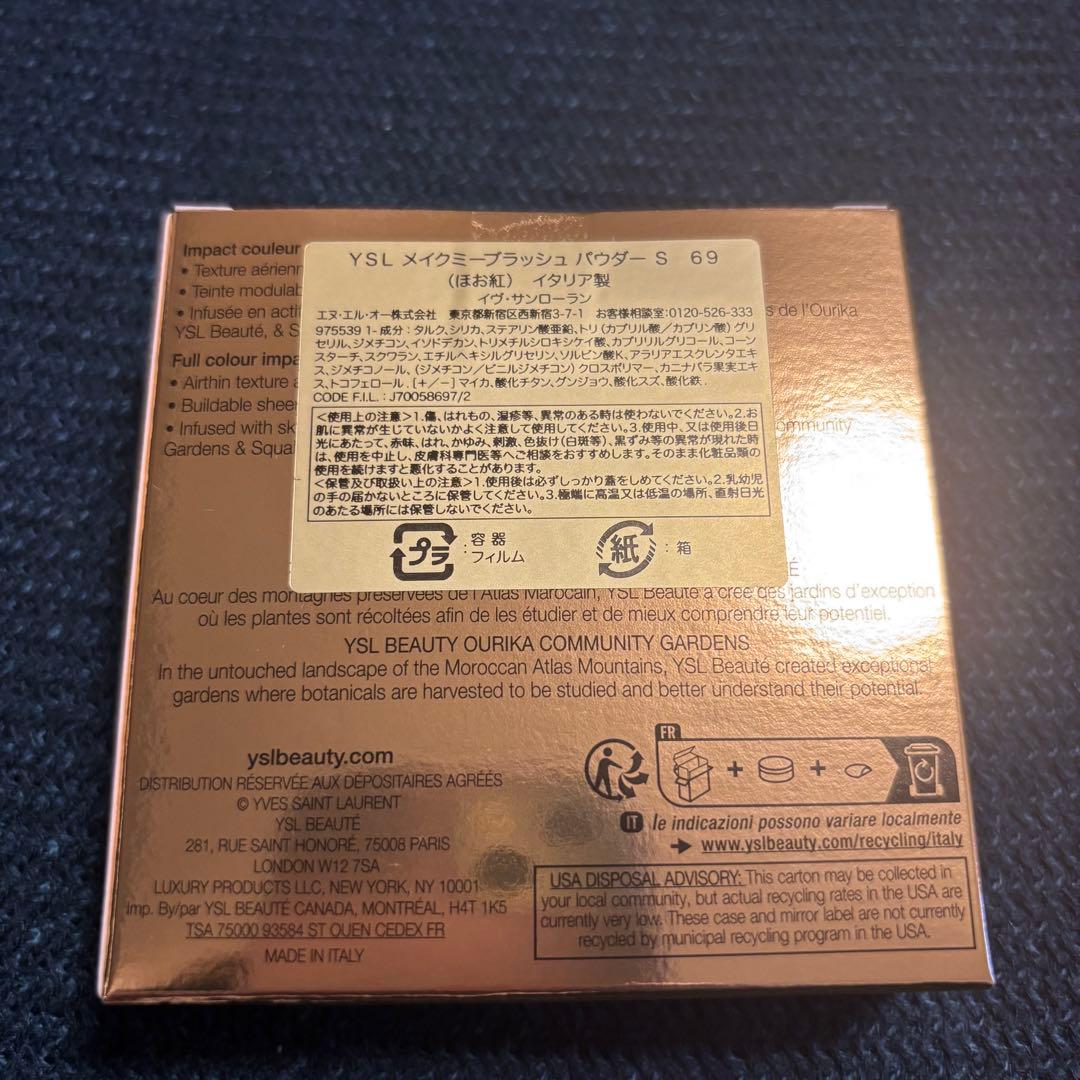 Impact couleur
• Texture aérienn
• Teinte modulab
• Infusée en acti
s de l'Ourika
YSL Beauté, & S
Full colour impa
• Airthin texture a
• Buildable shee
• Infused with sk
ommunity
Gardens & Squa
YSL メイクミーブラッシュ パウダー S 69
(ほお紅) イタリア製
イヴ・サンローラン
エヌ・エル・オー株式会社 東京都新宿区西新宿3-7-1 お客様相談室:0120-526-333
975539 1- 成分:タルク、シリカ、ステアリン酸亜鉛、トリ(カプリル酸/カプリン酸)グリ
セリル、ジメチコン、イソドデカン、トリメチルシロキシケイ酸、カプリリルグリコール、コーン
スターチ、スクワラン、エチルヘキシルグリセリン、ソルビン酸K、アラリアエスクレンタエキ
ス、ジメチコノール、(ジメチコン/ビニルジメチコン)クロスポリマー、カニナバラ果実エキ
ス、トコフェロール. [+/-]マイカ、酸化チタン、グンジョウ、酸化スズ、酸化鉄.
CODE F.I.L. : J70058697/2
<使用上の注意>1.傷、はれもの、湿疹等、異常のある時は使わないでください。2.お
肌に異常が生じていないかよく注意して使用してください。3.使用中、又は使用後日
光にあたって、赤味、はれ、かゆみ、刺激、色抜け(白斑等)、黒ずみ等の異常が現れた時
は、使用を中止し、皮膚科専門医等へご相談をおすすめします。そのまま化粧品類の
使用を続けますと悪化することがあります。
<保管及び取扱い上の注意>1.使用後は必ずしっかり蓋をしめてください。2.乳幼児
の手の届かないところに保管してください。3.極端に高温又は低温の場所、直射日光
のあたる場所には保管しないでください。
プラ : 容器 フィルム
紙 : 箱
É
Au coeur des montagnes préservées de l'Atlas Marocain, YSL Beauté a créé des jardins d'exception
où les plantes sont récoltées afin de les étudier et de mieux comprendre leur potentiel.
YSL BEAUTY OURIKA COMMUNITY GARDENS
In the untouched landscape of the Moroccan Atlas Mountains, YSL Beauté created exceptional
gardens where botanicals are harvested to be studied and better understand their potential.
yslbeauty.com
DISTRIBUTION RÉSERVÉE AUX DÉPOSITAIRES AGRÉÉS
© YVES SAINT LAURENT
YSL BEAUTÉ
281, RUE SAINT HONORÉ, 75008 PARIS
LONDON W12 7SA
LUXURY PRODUCTS LLC, NEW YORK, NY 10001
Imp. By/par YSL BEAUTÉ CANADA, MONTRÉAL, H4T 1K5
TSA 75000 93584 ST OUEN CEDEX FR
MADE IN ITALY
FR
+ +
IT le indicazioni possono variare localmente
➔ www.yslbeauty.com/recycling/italy
USA DISPOSAL ADVISORY: This carton may be collected in
your local community, but actual recycling rates in the USA are
currently very low. These case and mirror label are not currently
recycled by municipal recycling program in the USA.